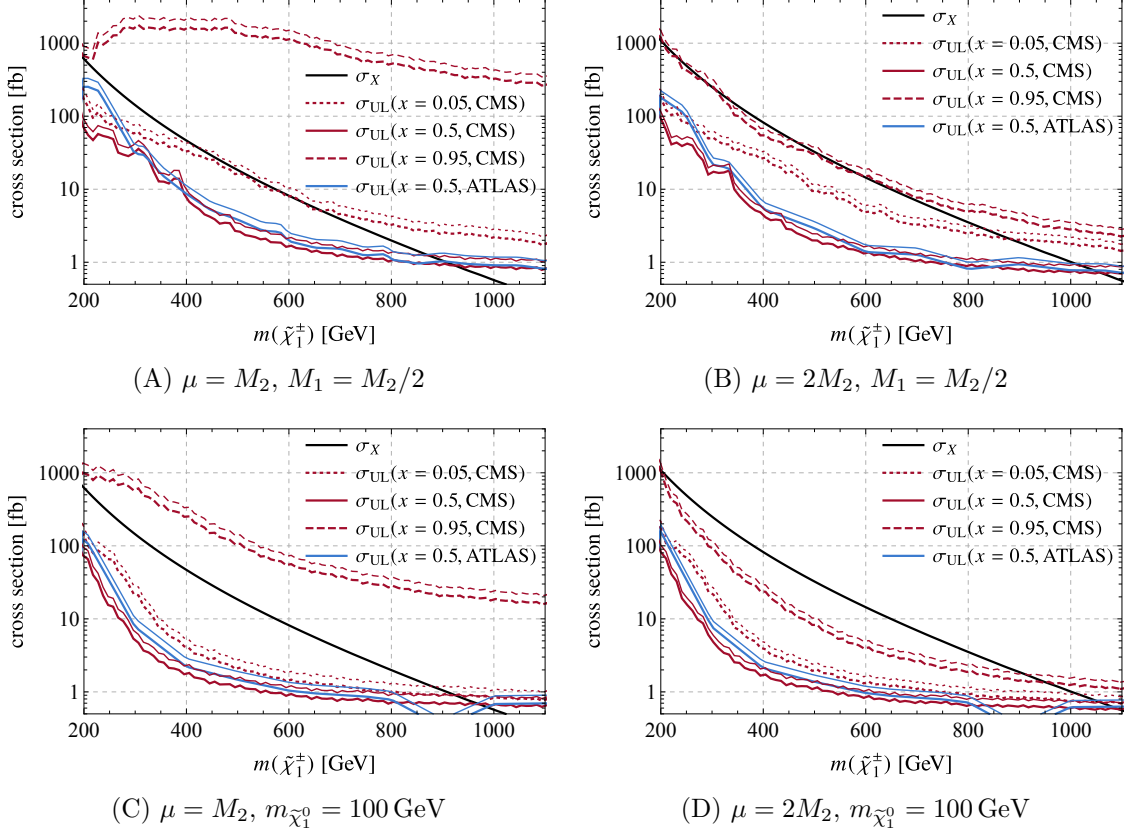 cross section [fb]
1000
100
10
1
σ_X
σ_UL(x = 0.05, CMS)
σ_UL(x = 0.5, CMS)
σ_UL(x = 0.95, CMS)
σ_UL(x = 0.5, ATLAS)
200 400 600 800 1000
m(χ̃₁±) [GeV]
(A) μ = M₂, M₁ = M₂/2
cross section [fb]
1000
100
10
1
σ_X
σ_UL(x = 0.05, CMS)
σ_UL(x = 0.5, CMS)
σ_UL(x = 0.95, CMS)
σ_UL(x = 0.5, ATLAS)
200 400 600 800 1000
m(χ̃₁±) [GeV]
(B) μ = 2M₂, M₁ = M₂/2
cross section [fb]
1000
100
10
1
σ_X
σ_UL(x = 0.05, CMS)
σ_UL(x = 0.5, CMS)
σ_UL(x = 0.95, CMS)
σ_UL(x = 0.5, ATLAS)
200 400 600 800 1000
m(χ̃₁±) [GeV]
(C) μ = M₂, m_χ̃₁⁰ = 100 GeV
cross section [fb]
1000
100
10
1
σ_X
σ_UL(x = 0.05, CMS)
σ_UL(x = 0.5, CMS)
σ_UL(x = 0.95, CMS)
σ_UL(x = 0.5, ATLAS)
200 400 600 800 1000
m(χ̃₁±) [GeV]
(D) μ = 2M₂, m_χ̃₁⁰ = 100 GeV